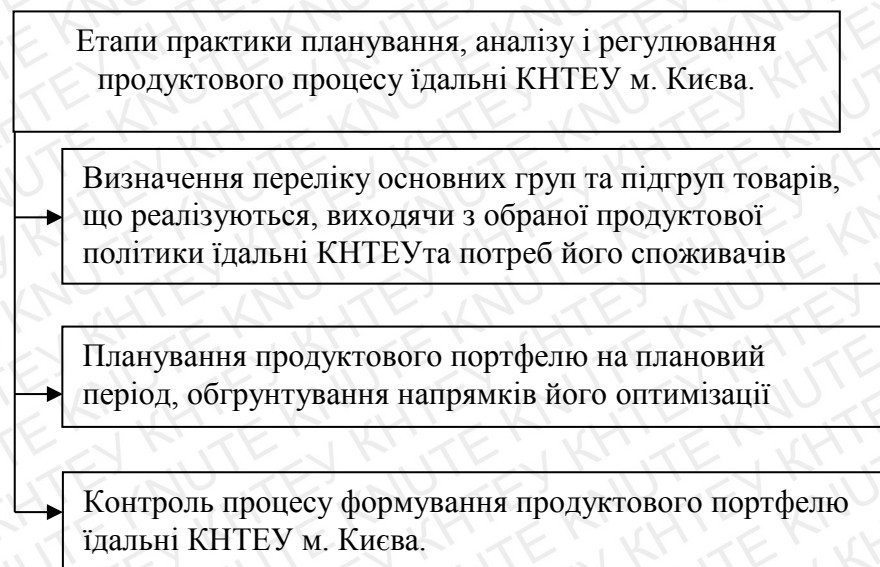 Етапи практики планування, аналізу і регулювання
продуктового процесу їдальні КНТЕУ м. Києва.
Визначення переліку основних груп та підгруп товарів,
що реалізуються, виходячи з обраної продуктової
політики їдальні КНТЕУта потреб його споживачів
Планування продуктового портфелю на плановий
період, обгрунтування напрямків його оптимізації
Контроль процесу формування продуктового портфелю
їдальні КНТЕУ м. Києва.